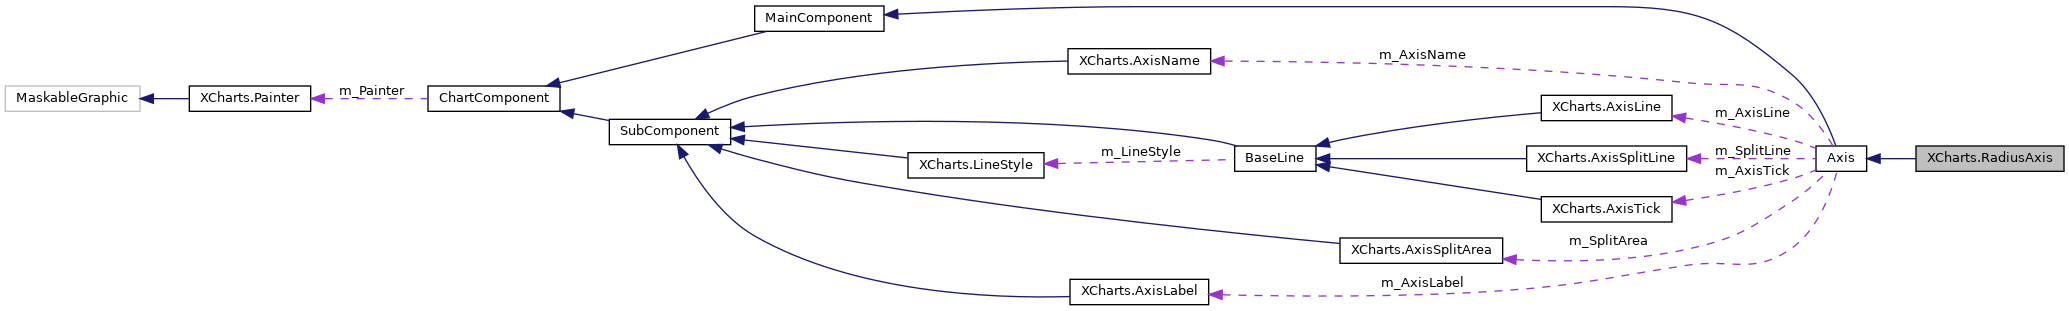 MainComponent
m_AxisName
XCharts.AxisName
MaskableGraphic
XCharts.Painter
m_Painter
ChartComponent
XCharts.AxisLine
m_AxisLine
SubComponent
m_LineStyle
XCharts.LineStyle
BaseLine
XCharts.AxisSplitLine
m_SplitLine
m_AxisTick
Axis
XCharts.RadiusAxis
XCharts.AxisTick
m_SplitArea
XCharts.AxisSplitArea
m_AxisLabel
XCharts.AxisLabel